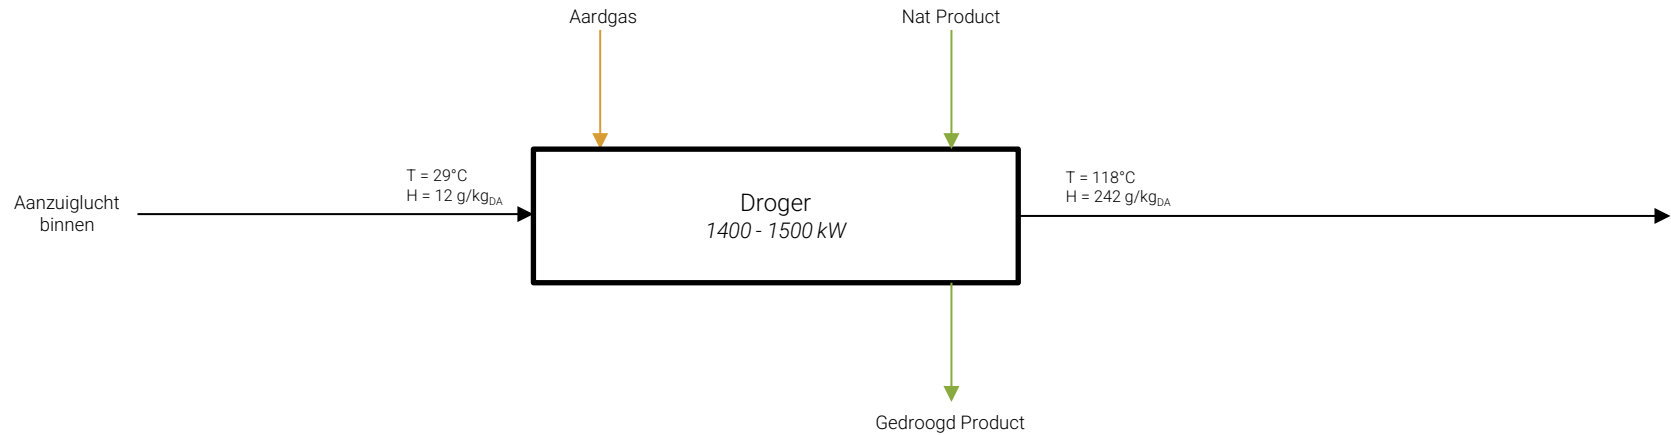 Aardgas
Nat Product
Aanzuiglucht
binnen
T = 29°C
H = 12 g/kgDA
Droger
1400 - 1500 kW
T = 118°C
H = 242 g/kgDA
Gedroogd Product